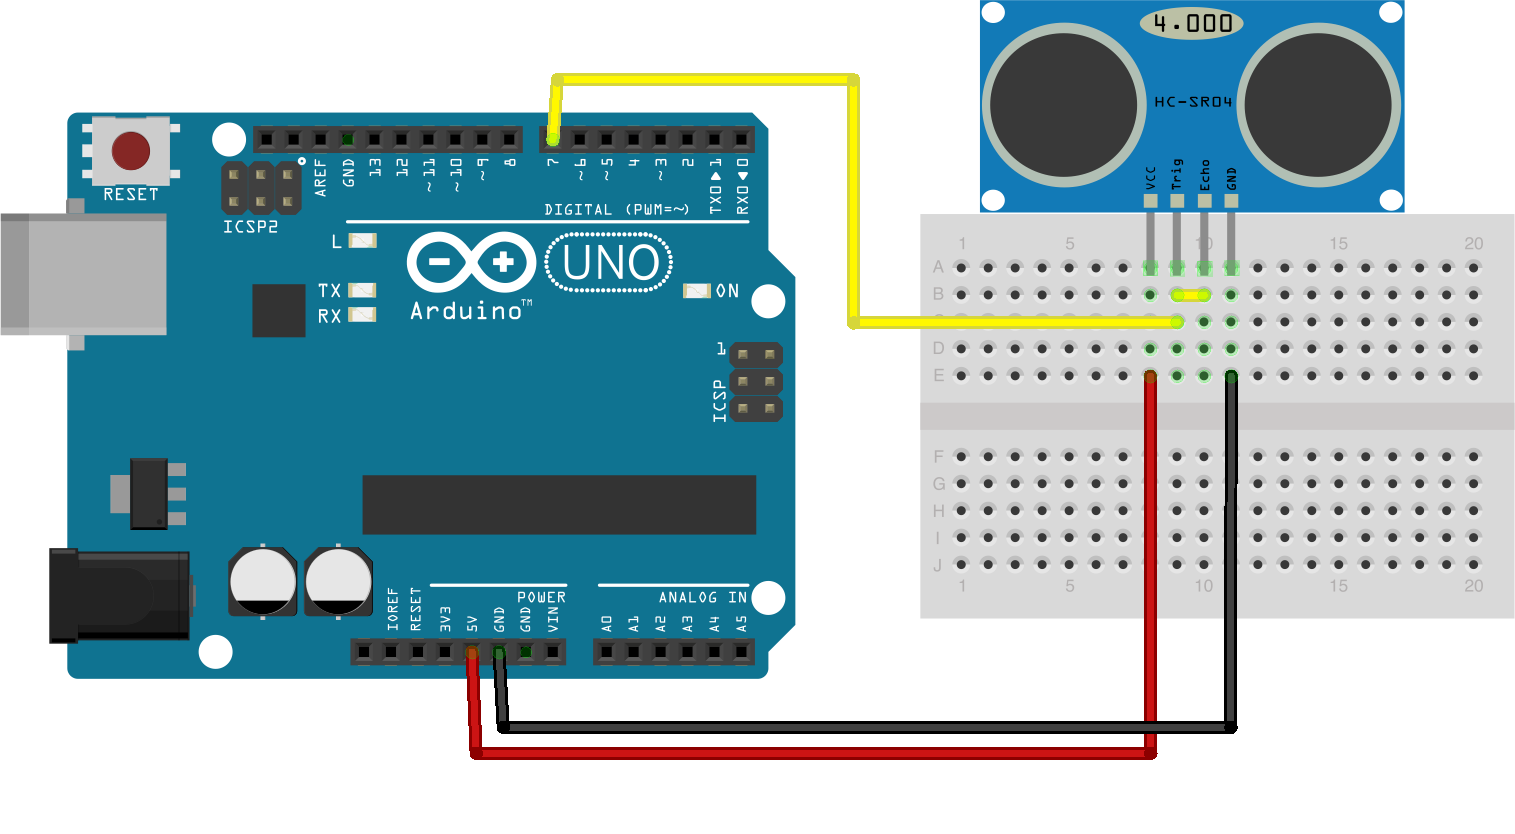 4.000
HC-SR04
VCC
Trig
Echo
GND
RESET
ICSP2
AREF
GND
13
12
~11
~10
~9
8
7
~6
~5
4
~3
2
TX0▶1
RX0◀0
DIGITAL (PWM=~)
L
TX
RX
UNO
Arduino™
ON
1
ICSP
POWER
ANALOG IN
IOREF
RESET
3V3
5V
GND
GND
VIN
A0
A1
A2
A3
A4
A5
1 5 10 15 20
A
B
D
E
F
G
H
I
J
1 5 10 15 20